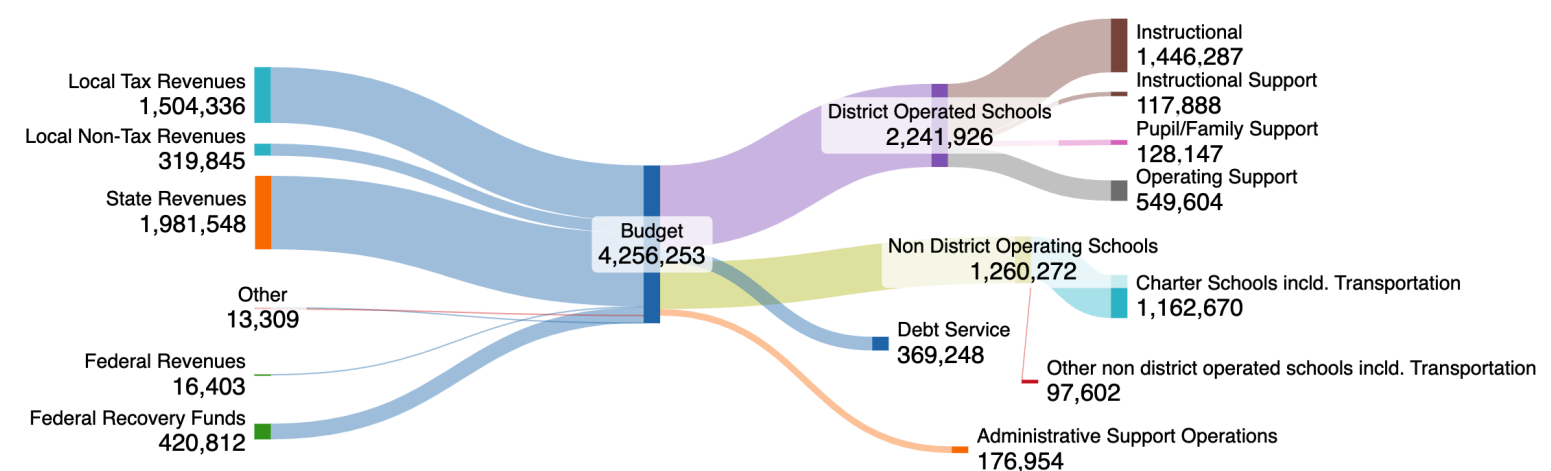 Local Tax Revenues
1,504,336
Local Non-Tax Revenues
319,845
State Revenues
1,981,548
Other
13,309
Federal Revenues
16,403
Federal Recovery Funds
420,812
Budget
4,256,253
District Operated Schools
2,241,926
Non District Operating Schools
1,260,272
Debt Service
369,248
Administrative Support Operations
176,954
Instructional
1,446,287
Instructional Support
117,888
Pupil/Family Support
128,147
Operating Support
549,604
Charter Schools incld. Transportation
1,162,670
Other non district operated schools incld. Transportation
97,602